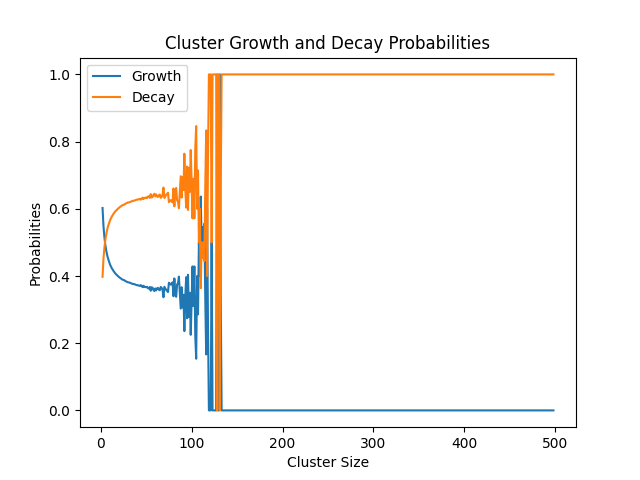 Cluster Growth and Decay Probabilities
Growth
Decay
1.0
0.8
0.6
0.4
0.2
0.0
Probabilities
0 100 200 300 400 500
Cluster Size